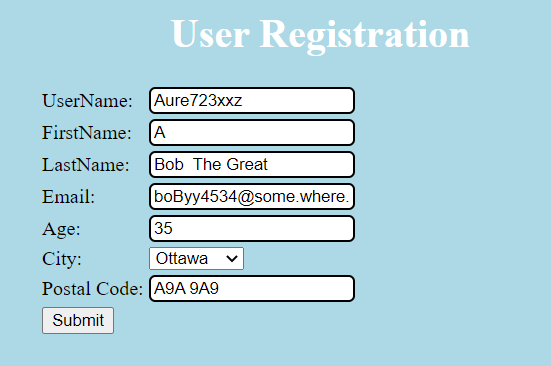 User Registration
UserName: Aure723xxz
FirstName: A
LastName: Bob  The Great
Email: boByy4534@some.where.
Age: 35
City: Ottawa
Postal Code: A9A 9A9
Submit